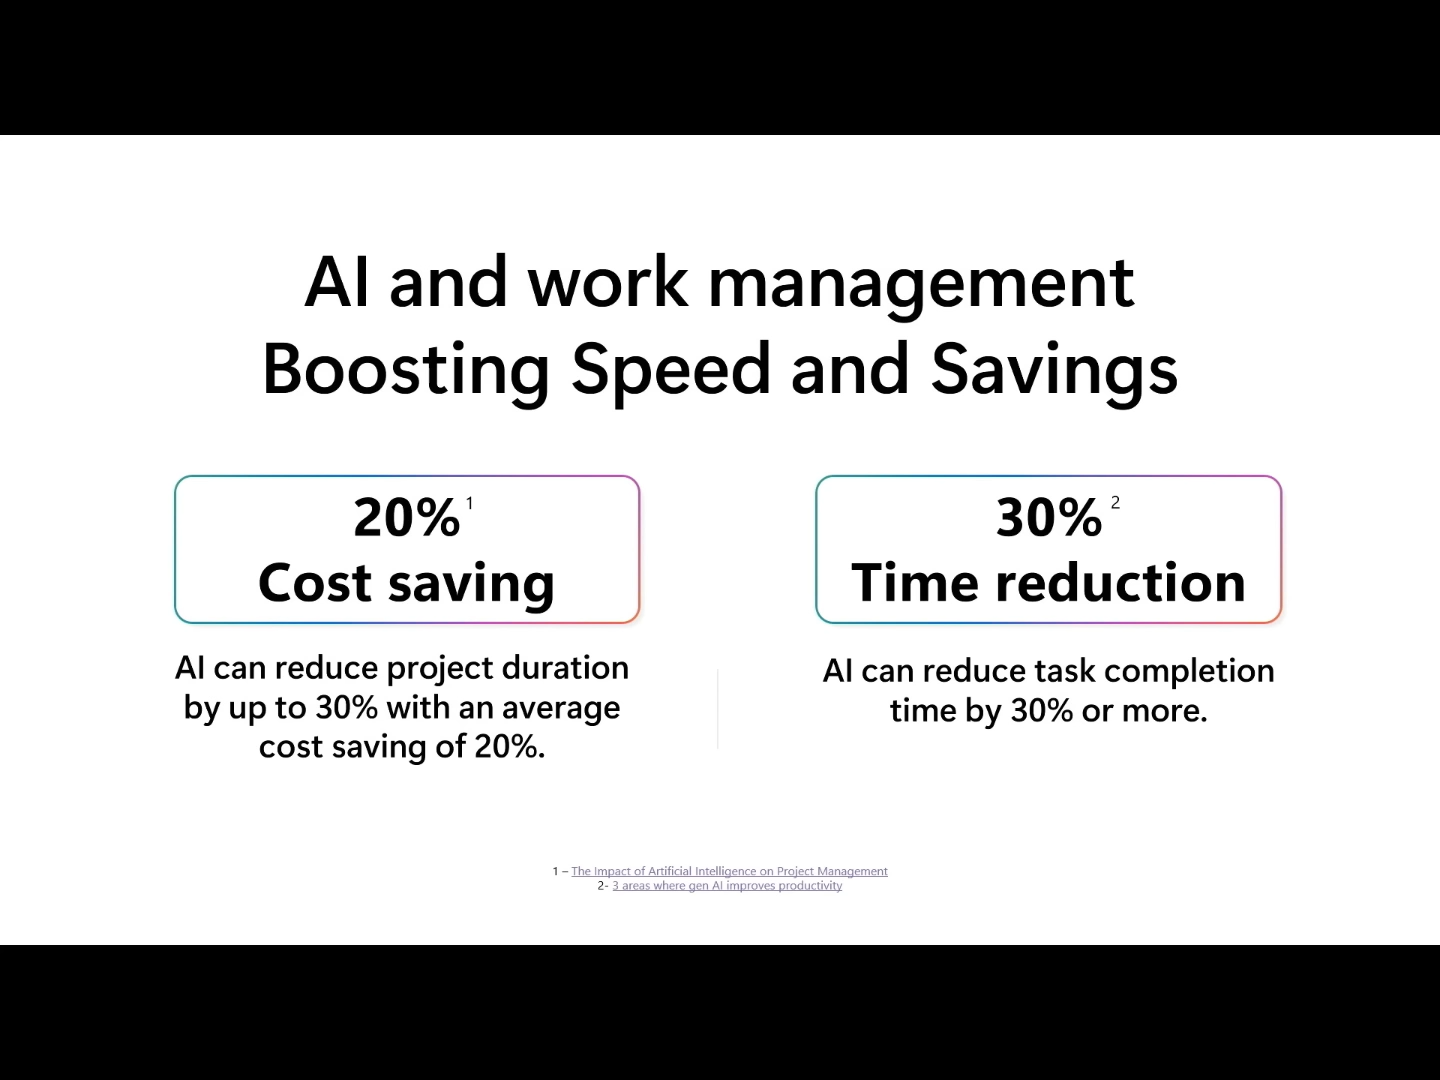 AI and work management
Boosting Speed and Savings
20% 1
Cost saving
AI can reduce project duration
by up to 30% with an average
cost saving of 20%.
30% 2
Time reduction
AI can reduce task completion
time by 30% or more.
1 – The Impact of Artificial Intelligence on Project Management
2- 3 areas where gen AI improves productivity